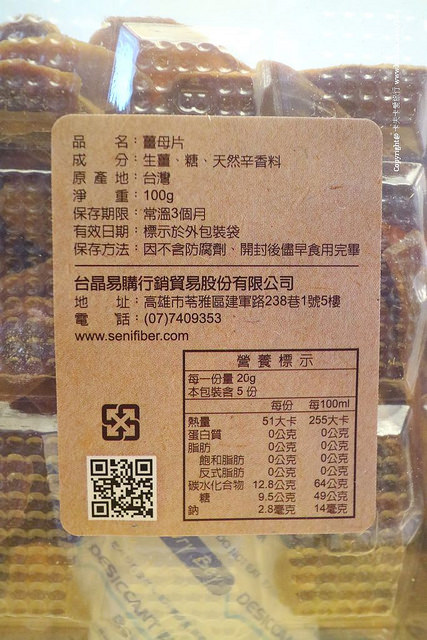 Copyright© 卡主卡愛旅行 www.
品名：薑母片
成分：生薑、糖、天然辛香料
原產地：台灣
淨重：100g
保存期限：常溫3個月
有效日期：標示於外包裝袋
保存方法：因不含防腐劑、開封後儘早食用完畢
台晶易購行銷貿易股份有限公司
地址：高雄市苓雅區建軍路238巷1號5樓
電話：(07)7409353
www.senifiber.com
營養標示
每一份量 20g
本包裝含 5 份
每份 每100ml
熱量 51大卡 255大卡
蛋白質 0公克 0公克
脂肪 0公克 0公克
飽和脂肪 0公克 0公克
反式脂肪 0公克 0公克
碳水化合物 12.8公克 64公克
糖 9.5公克 49公克
鈉 2.8毫克 14毫克
DESICCANT